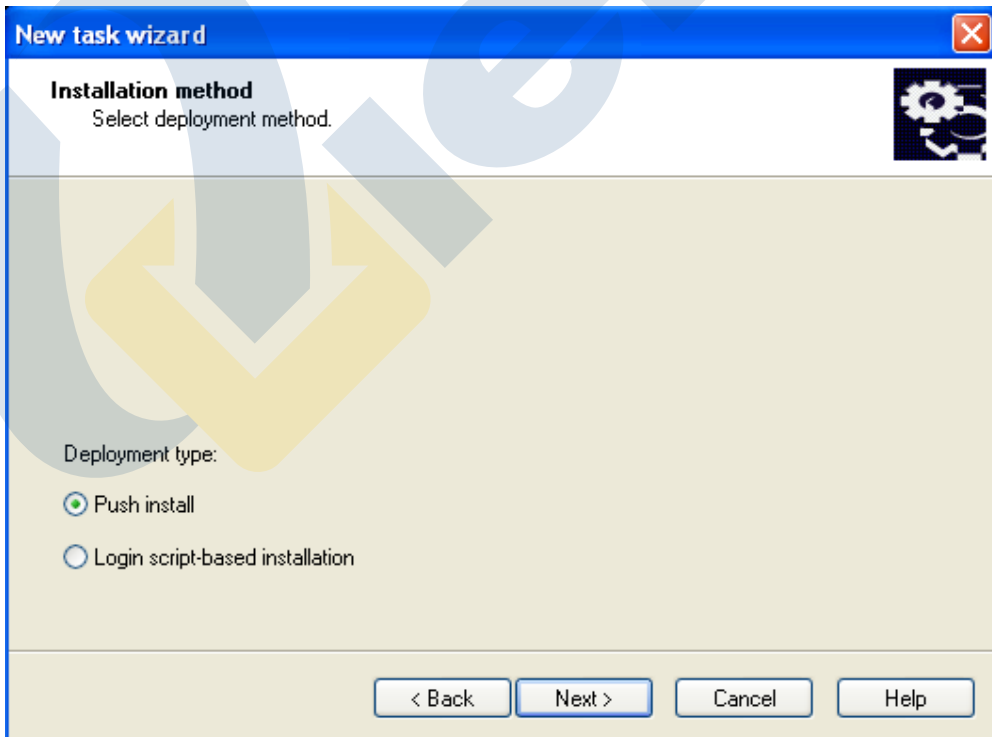 New task wizard
Installation method
Select deployment method.
Deployment type:
Push install
Login script-based installation
< Back
Next >
Cancel
Help